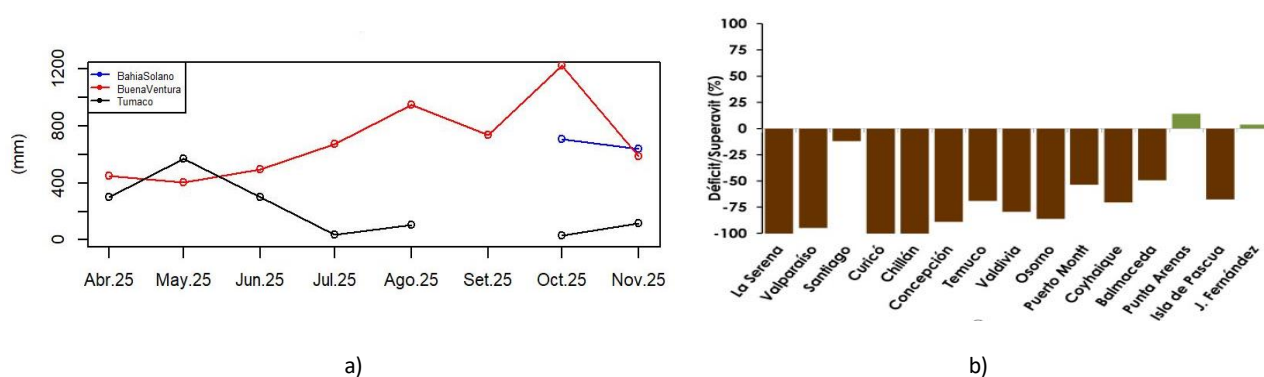 1200
800
400
0
(mm)
BahiaSolano
BuenaVentura
Tumaco
Abr.25 May.25 Jun.25 Jul.25 Ago.25 Set.25 Oct.25 Nov.25
a)
100
75
50
25
0
-25
-50
-75
-100
Déficit/Superavit (%)
La Serena
Valparaíso
Santiago
Curicó
Chillán
Concepción
Temuco
Valdivia
Osorno
Puerto Montt
Coyhaique
Balmaceda
Punta Arenas
Isla de Pascua
J. Fernández
b)